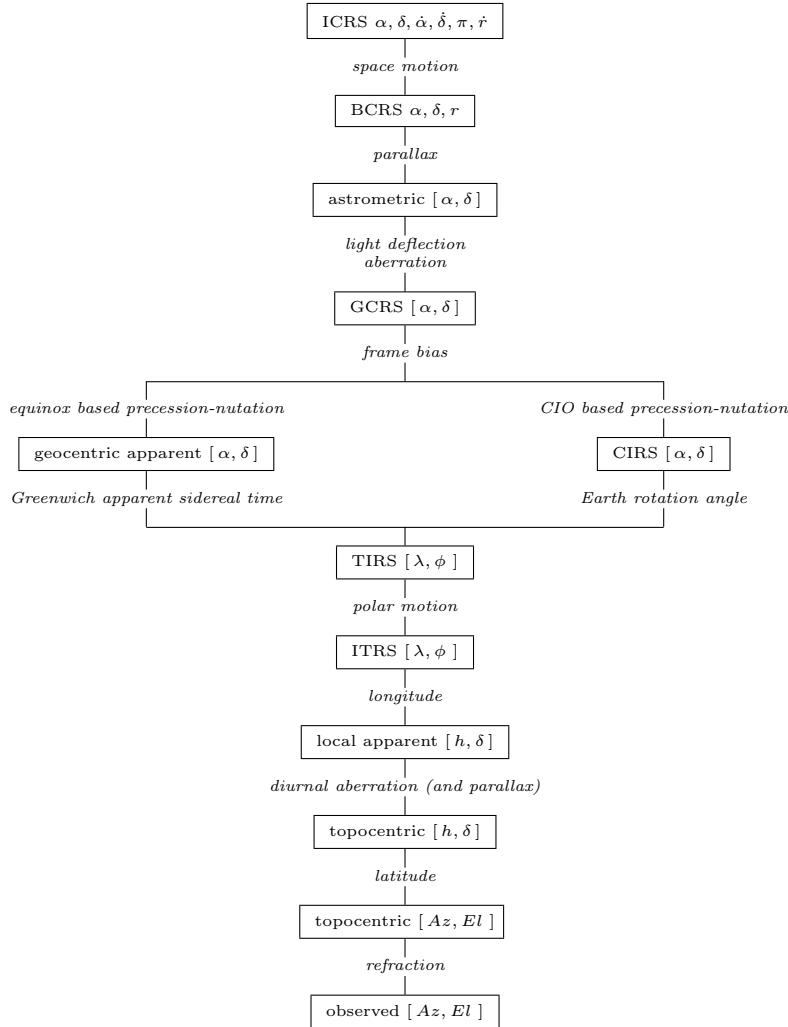 ICRS α, δ, α̇, δ̇, π, ṙ
space motion
BCRS α, δ, r
parallax
astrometric [ α, δ ]
light deflection
aberration
GCRS [ α, δ ]
frame bias
equinox based precession-nutation
CIO based precession-nutation
geocentric apparent [ α, δ ]
CIRS [ α, δ ]
Greenwich apparent sidereal time
Earth rotation angle
TIRS [ λ, ϕ ]
polar motion
ITRS [ λ, ϕ ]
longitude
local apparent [ h, δ ]
diurnal aberration (and parallax)
topocentric [ h, δ ]
latitude
topocentric [ Az, El ]
refraction
observed [ Az, El ]